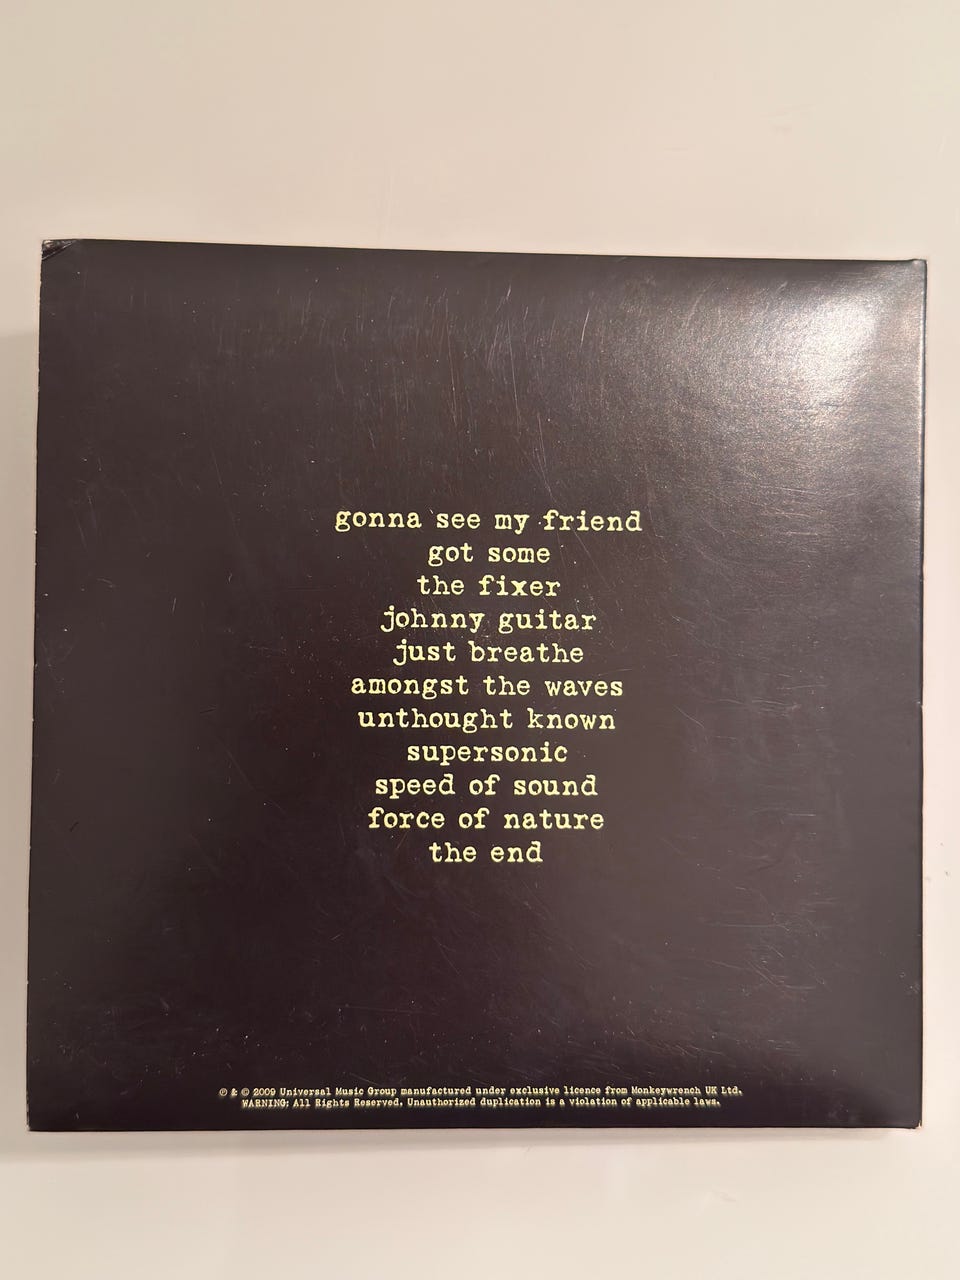 gonna see my friend
got some
the fixer
johnny guitar
just breathe
amongst the waves
unthought known
supersonic
speed of sound
force of nature
the end
℗ & © 2009 Universal Music Group manufactured under exclusive licence from Monkeywrench UK Ltd.
WARNING: All Rights Reserved. Unauthorized duplication is a violation of applicable laws.